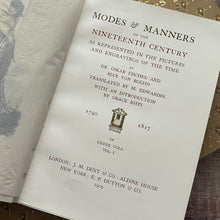 MODES & MANNERS
OF THE
NINETEENTH CENTURY
AS REPRESENTED IN THE PICTURES
AND ENGRAVINGS OF THE TIME
BY
DR. OSKAR FISCHEL AND
MAX VON BOEHN
TRANSLATED BY M. EDWARDES
WITH AN INTRODUCTION
BY GRACE RHYS
1790 1817
IN
THREE VOLS.
VOL. I
LONDON: J. M. DENT & CO. ALDINE HOUSE
NEW YORK: E. P. DUTTON & CO.
1909